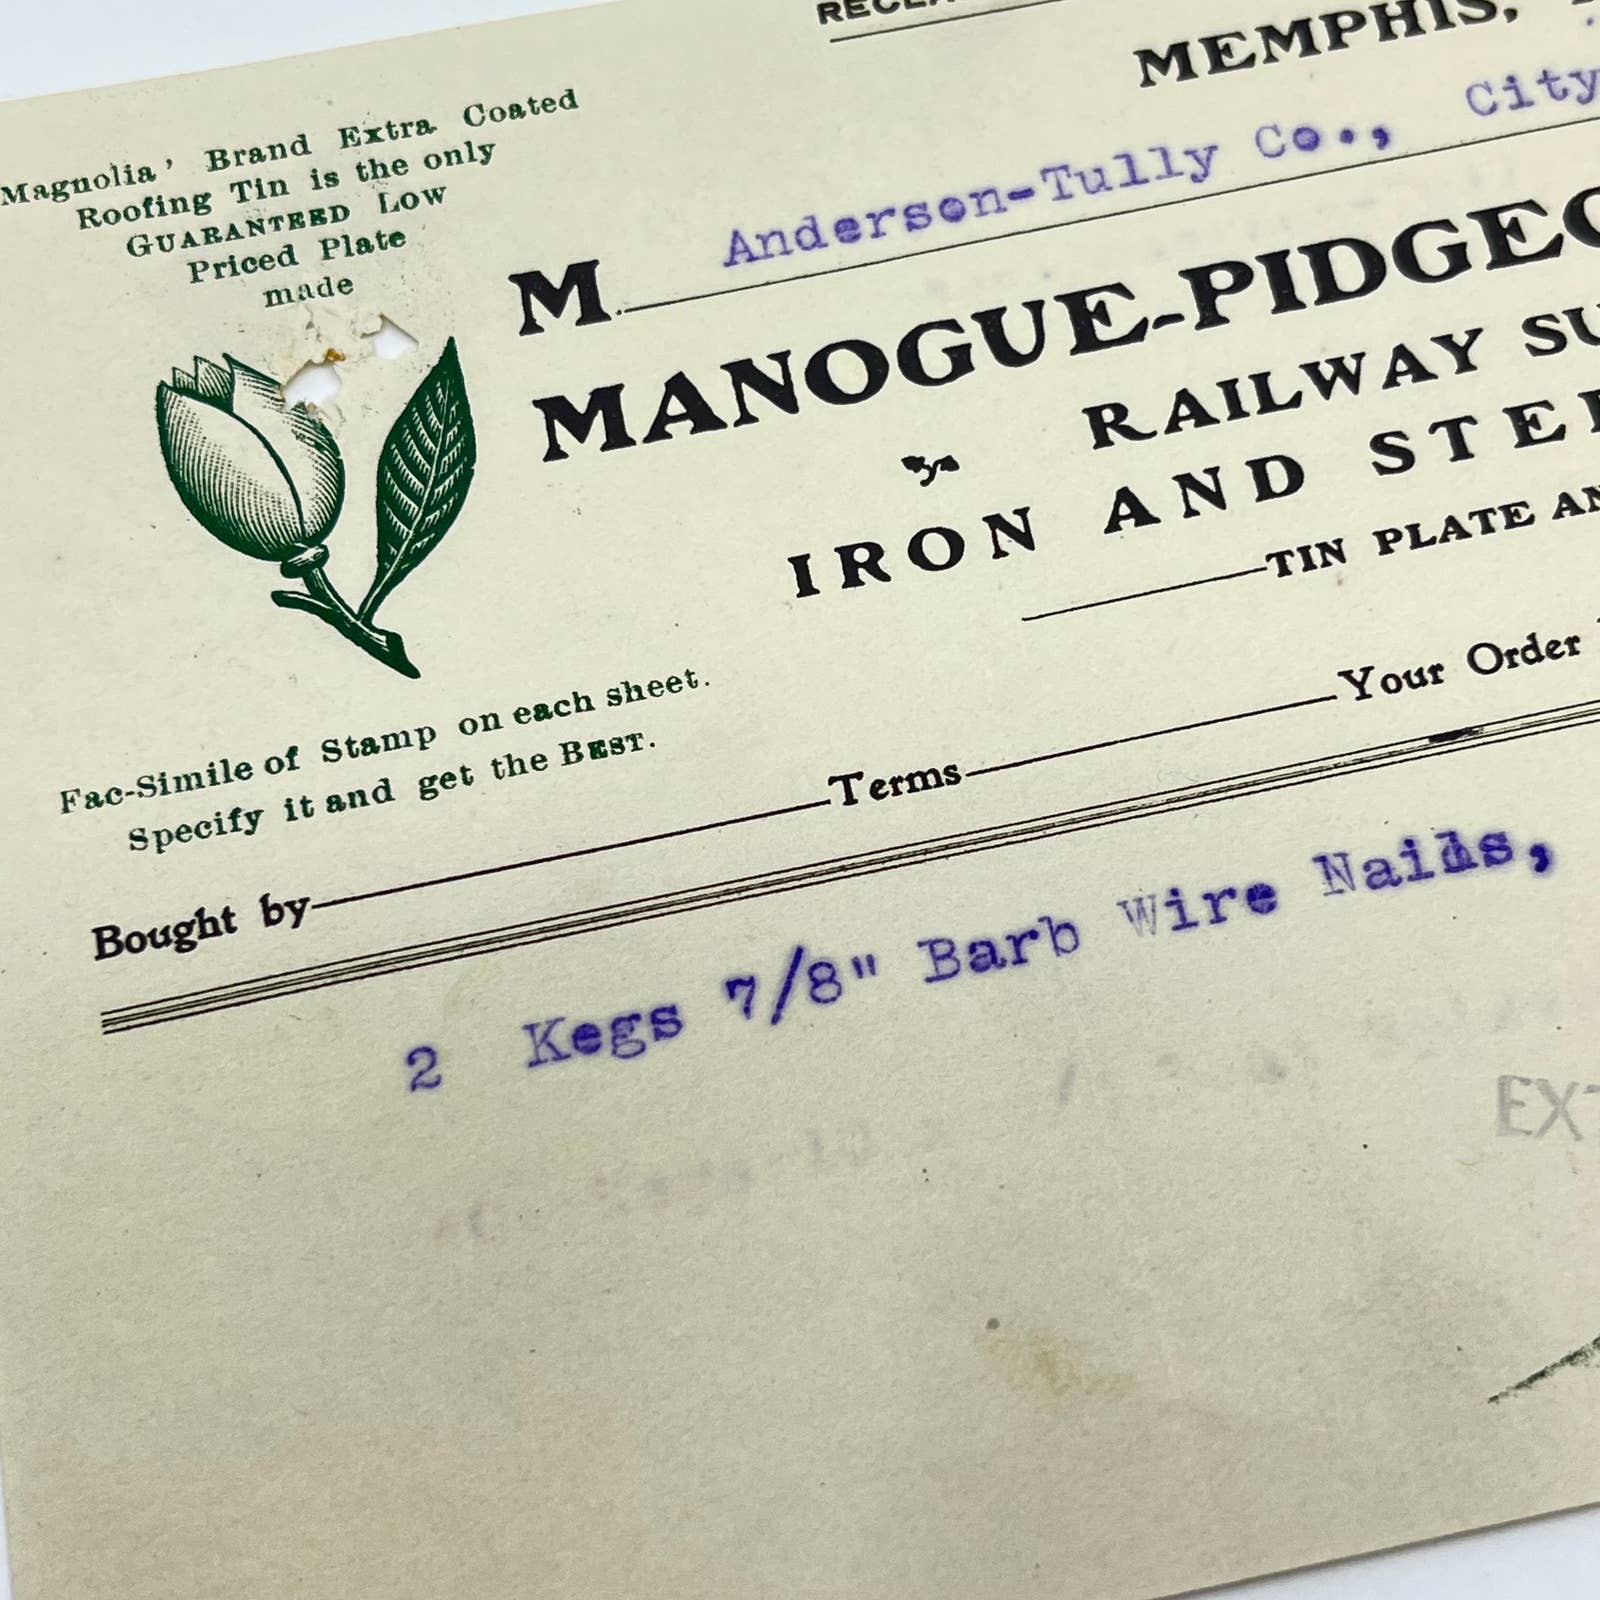 Magnolia' Brand Extra Coated
Roofing Tin is the only
GUARANTEED LOW
Priced Plate
made
Fac-Simile of Stamp on each sheet.
Specify it and get the BEST.
MEMPHIS,
M Anderson-Tully Co., City
MANOGUE-PIDGEO
RAILWAY SU
IRON AND STE
TIN PLATE AN
Your Order
Bought by Terms
2 Kegs 7/8" Barb Wire Nails,
EXT